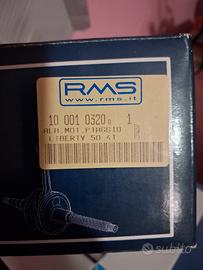 RMS
www.rms.it
10 001 0320 1
ALB.MOT.PIAGGIO
LIBERTY 50 4T
subito